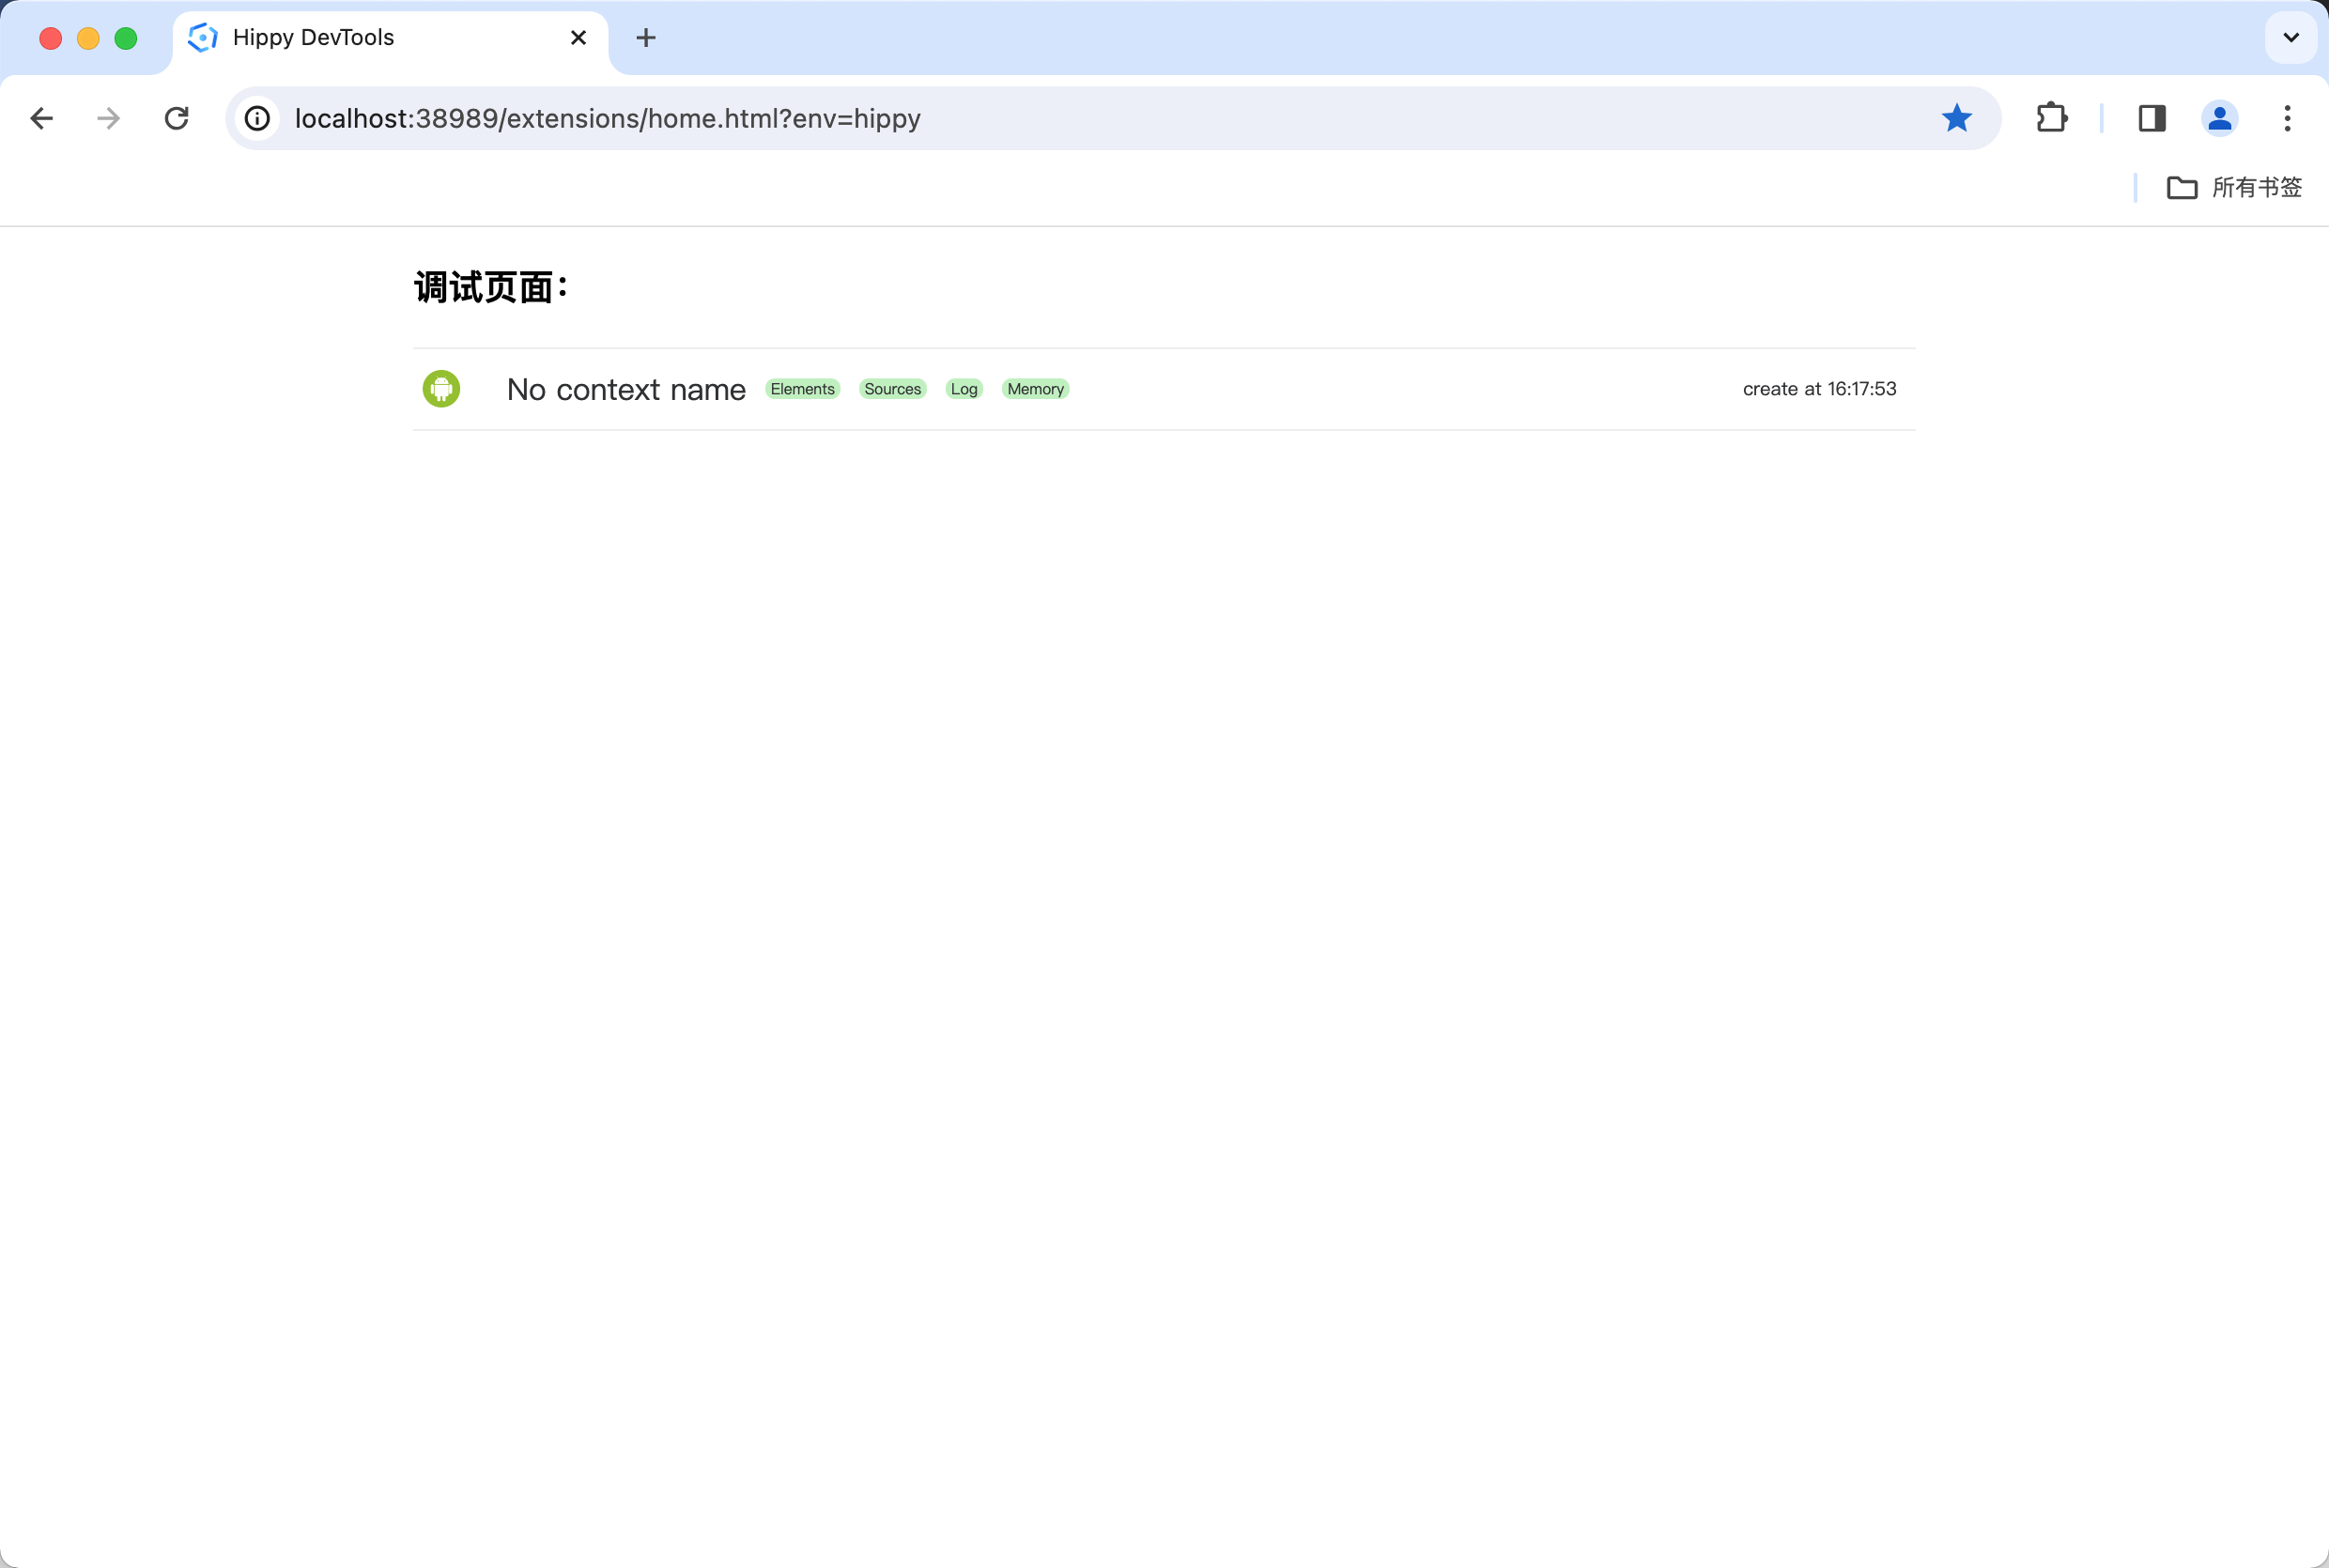 Hippy DevTools
localhost:38989/extensions/home.html?env=hippy
所有书签
调试页面：
No context name Elements Sources Log Memory create at 16:17:53